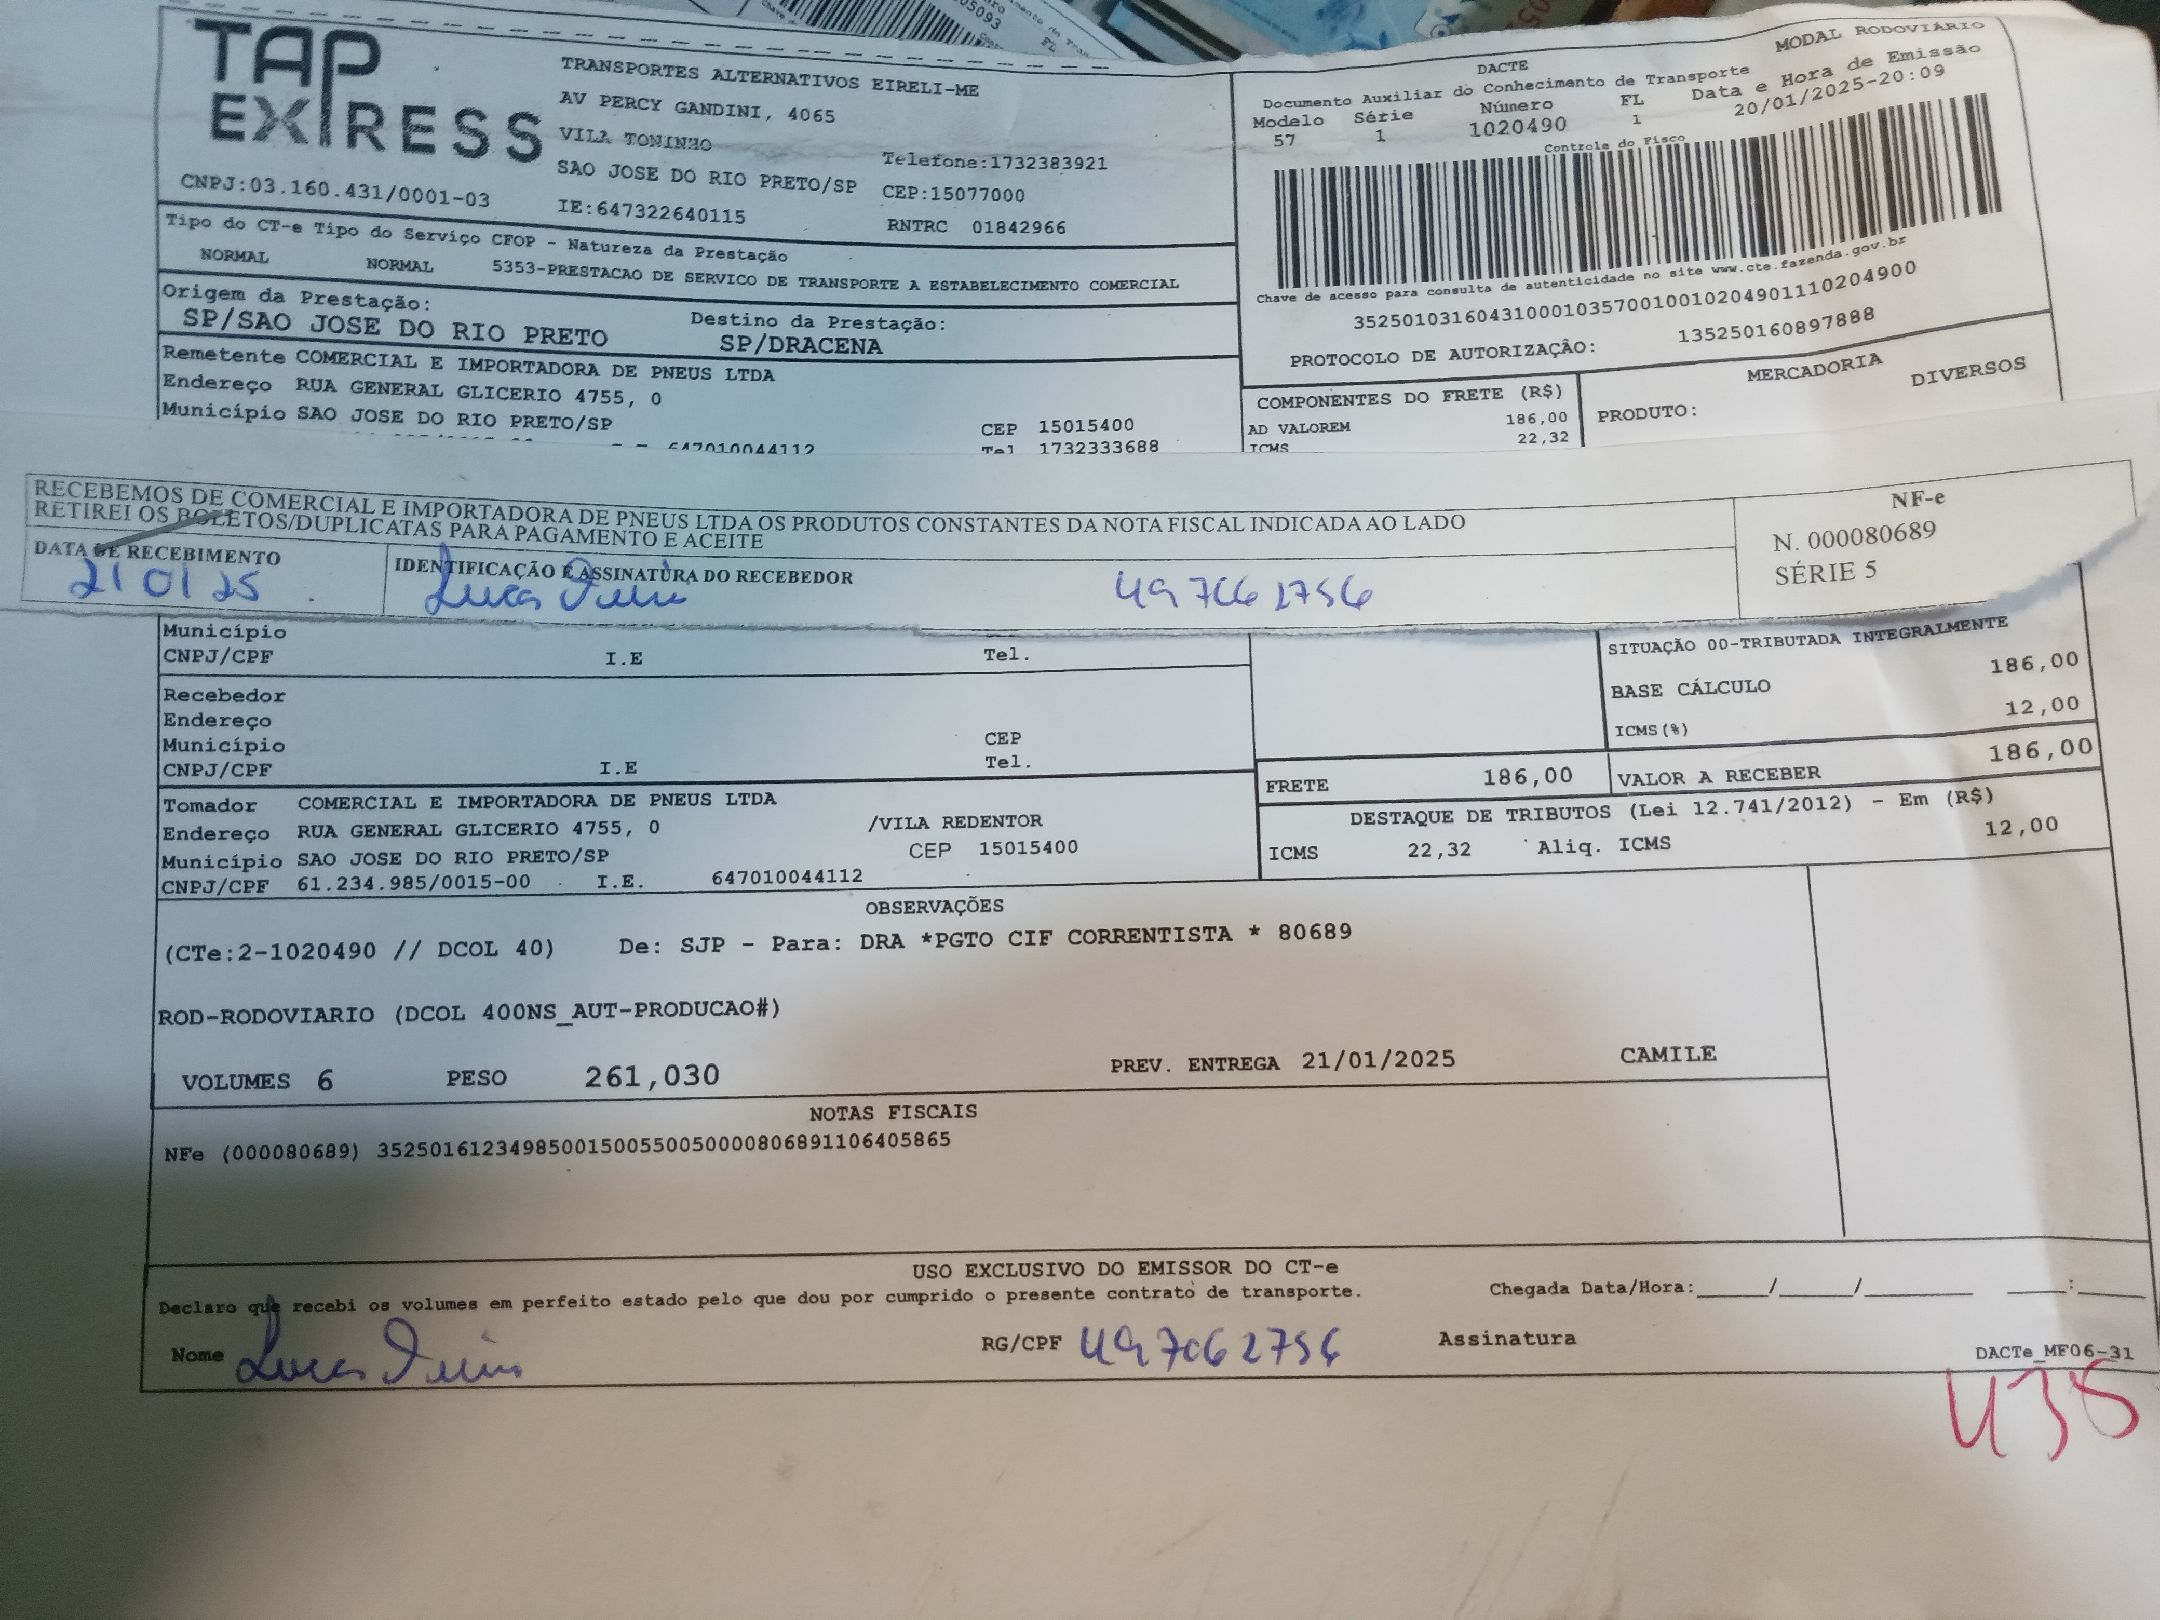 TAP
EXPRESS
TRANSPORTES ALTERNATIVOS EIRELI-ME
AV PERCY GANDINI, 4065
VILA TONINHO
SAO JOSE DO RIO PRETO/SP
Telefone:1732383921
CEP:15077000
CNPJ:03.160.431/0001-03
IE:647322640115
RNTRC 01842966
DACTE
MODAL RODOVIÁRIO
Documento Auxiliar do Conhecimento de Transporte
Modelo Série Número FL Data e Hora de Emissão
57 1 1020490 1 20/01/2025-20:09
Controle do Fisco
Chave de acesso para consulta de autenticidade no site www.cte.fazenda.gov.br
35250103160431000103570010010204901110204900
PROTOCOLO DE AUTORIZAÇÃO: 135250160897888
Tipo do CT-e Tipo do Serviço CFOP - Natureza da Prestação
NORMAL NORMAL 5353-PRESTACAO DE SERVICO DE TRANSPORTE A ESTABELECIMENTO COMERCIAL
Origem da Prestação:
SP/SAO JOSE DO RIO PRETO
Destino da Prestação:
SP/DRACENA
Remetente COMERCIAL E IMPORTADORA DE PNEUS LTDA
Endereço RUA GENERAL GLICERIO 4755, 0
Município SAO JOSE DO RIO PRETO/SP
CEP 15015400
647010044112
Tel 1732333688
COMPONENTES DO FRETE (R$)
AD VALOREM 186,00
ICMS 22,32
MERCADORIA
PRODUTO: DIVERSOS
RECEBEMOS DE COMERCIAL E IMPORTADORA DE PNEUS LTDA OS PRODUTOS CONSTANTES DA NOTA FISCAL INDICADA AO LADO
RETIREI OS BOLETOS/DUPLICATAS PARA PAGAMENTO E ACEITE
DATA DE RECEBIMENTO
21 01 25
IDENTIFICAÇÃO E ASSINATURA DO RECEBEDOR
Lucas
497062756
NF-e
N. 000080689
SÉRIE 5
Município
CNPJ/CPF I.E Tel.
Recebedor
Endereço
Município CEP
CNPJ/CPF I.E Tel.
SITUAÇÃO 00-TRIBUTADA INTEGRALMENTE
BASE CÁLCULO 186,00
ICMS(%) 12,00
FRETE 186,00
VALOR A RECEBER 186,00
Tomador COMERCIAL E IMPORTADORA DE PNEUS LTDA
Endereço RUA GENERAL GLICERIO 4755, 0 /VILA REDENTOR
Município SAO JOSE DO RIO PRETO/SP CEP 15015400
CNPJ/CPF 61.234.985/0015-00 I.E. 647010044112
DESTAQUE DE TRIBUTOS (Lei 12.741/2012) - Em (R$)
ICMS 22,32 Aliq. ICMS 12,00
OBSERVAÇÕES
(CTe:2-1020490 // DCOL 40) De: SJP - Para: DRA *PGTO CIF CORRENTISTA * 80689
ROD-RODOVIARIO (DCOL 400NS_AUT-PRODUCAO#)
VOLUMES 6 PESO 261,030 PREV. ENTREGA 21/01/2025 CAMILE
NOTAS FISCAIS
NFe (000080689) 35250161234985001500550050000806891106405865
USO EXCLUSIVO DO EMISSOR DO CT-e
Declaro que recebi os volumes em perfeito estado pelo que dou por cumprido o presente contrato de transporte.
Chegada Data/Hora:_____/_____/________ ____:_____
Nome Lucas
RG/CPF 497062756
Assinatura
DACTe_MF06-31